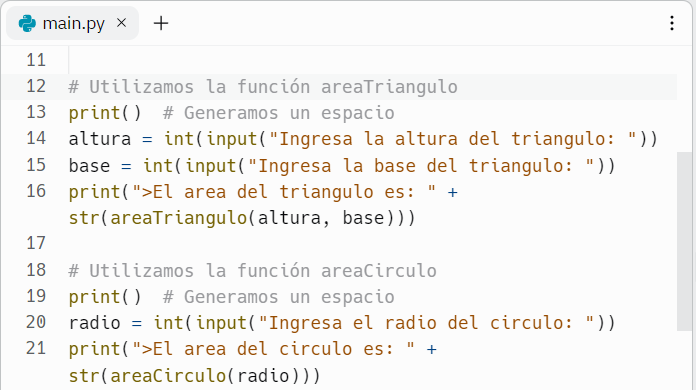 main.py
11
12 # Utilizamos la función areaTriangulo
13 print()  # Generamos un espacio
14 altura = int(input("Ingresa la altura del triangulo: "))
15 base = int(input("Ingresa la base del triangulo: "))
16 print(">El area del triangulo es: " +
str(areaTriangulo(altura, base)))
17
18 # Utilizamos la función areaCirculo
19 print()  # Generamos un espacio
20 radio = int(input("Ingresa el radio del circulo: "))
21 print(">El area del circulo es: " +
str(areaCirculo(radio)))